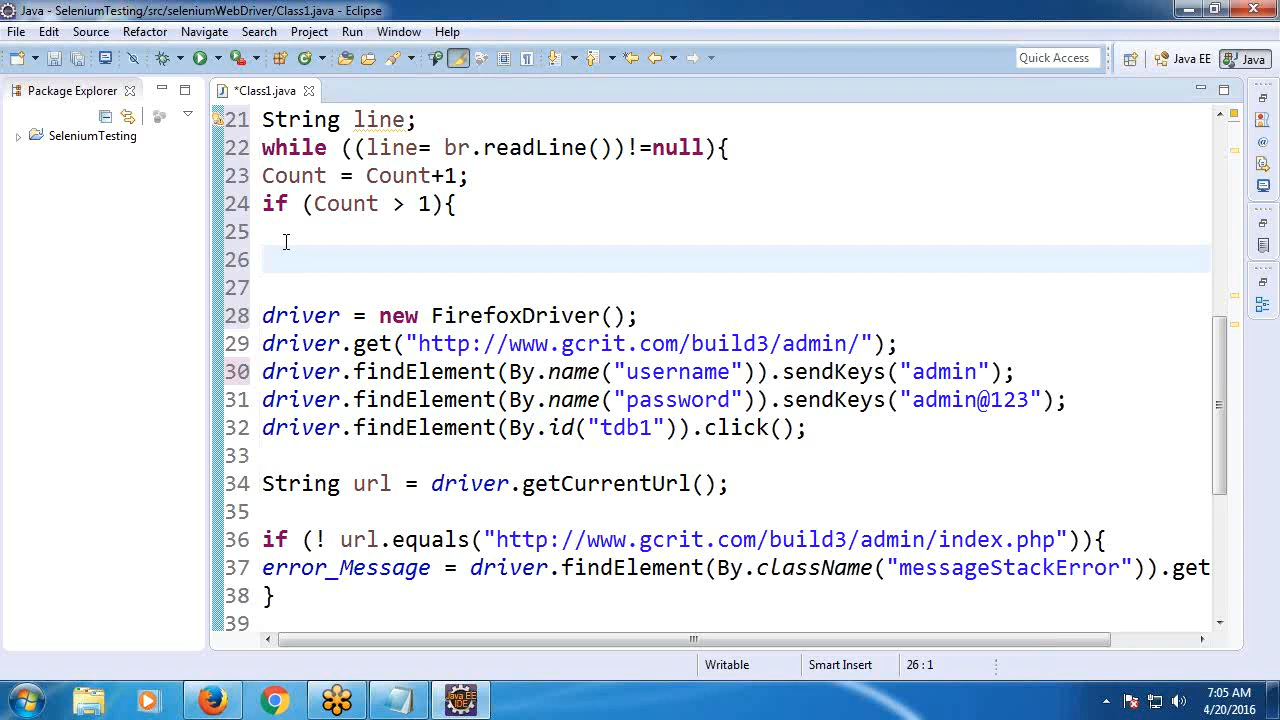 Java - SeleniumTesting/src/seleniumWebDriver/Class1.java - Eclipse
File Edit Source Refactor Navigate Search Project Run Window Help
Quick Access Java EE Java
Package Explorer *Class1.java
SeleniumTesting
21 String line;
22 while ((line= br.readLine())!=null){
23 Count = Count+1;
24 if (Count > 1){
25
26
27
28 driver = new FirefoxDriver();
29 driver.get("http://www.gcrit.com/build3/admin/");
30 driver.findElement(By.name("username")).sendKeys("admin");
31 driver.findElement(By.name("password")).sendKeys("admin@123");
32 driver.findElement(By.id("tdb1")).click();
33
34 String url = driver.getCurrentUrl();
35
36 if (! url.equals("http://www.gcrit.com/build3/admin/index.php")){
37 error_Message = driver.findElement(By.className("messageStackError")).get
38 }
39
Writable Smart Insert 26 : 1
Java EE
IDE
7:05 AM
4/20/2016